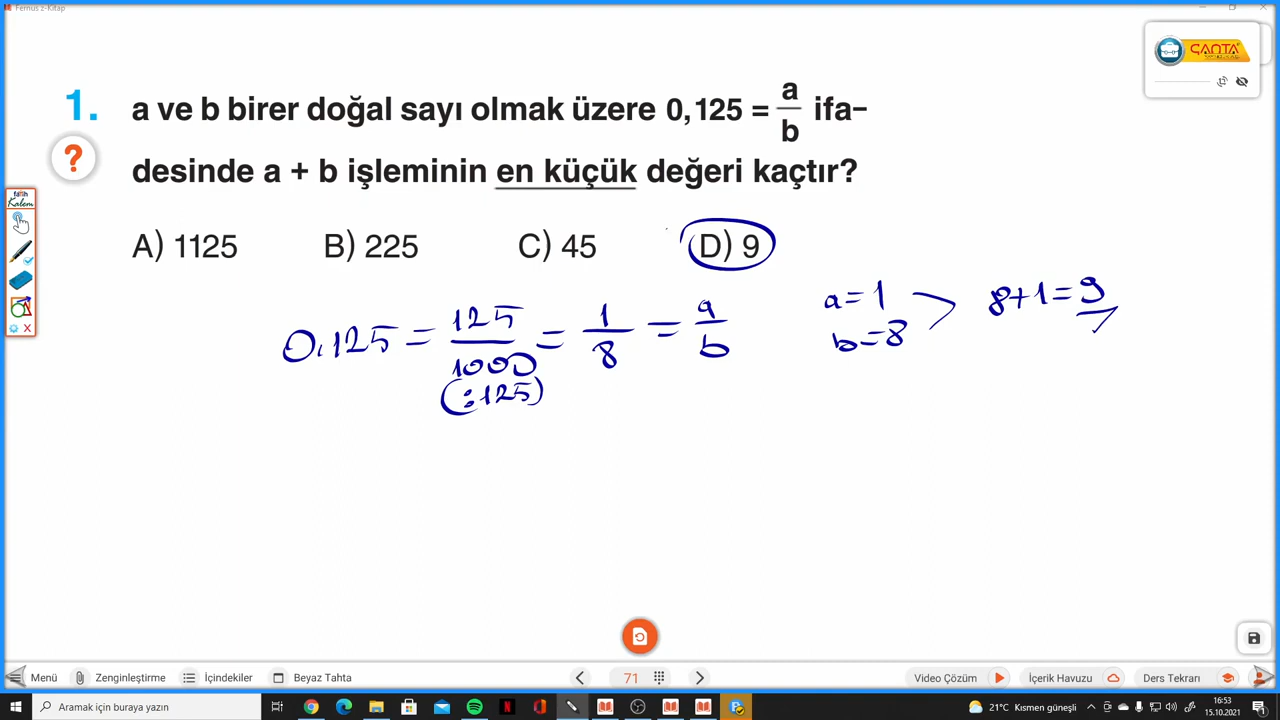 Fernus z-Kitap
ÇANTA
1. a ve b birer doğal sayı olmak üzere 0,125 = a/b ifa-
desinde a + b işleminin en küçük değeri kaçtır?
A) 1125 B) 225 C) 45 D) 9
0.125 = 125/1000 = 1/8 = a/b
(:125)
a = 1
b = 8
8+1=9
fatih
Kalem
Menü Zenginleştirme İçindekiler Beyaz Tahta 71 Video Çözüm İçerik Havuzu Ders Tekrarı
Aramak için buraya yazın 21°C Kısmen güneşli 16:53
15.10.2021